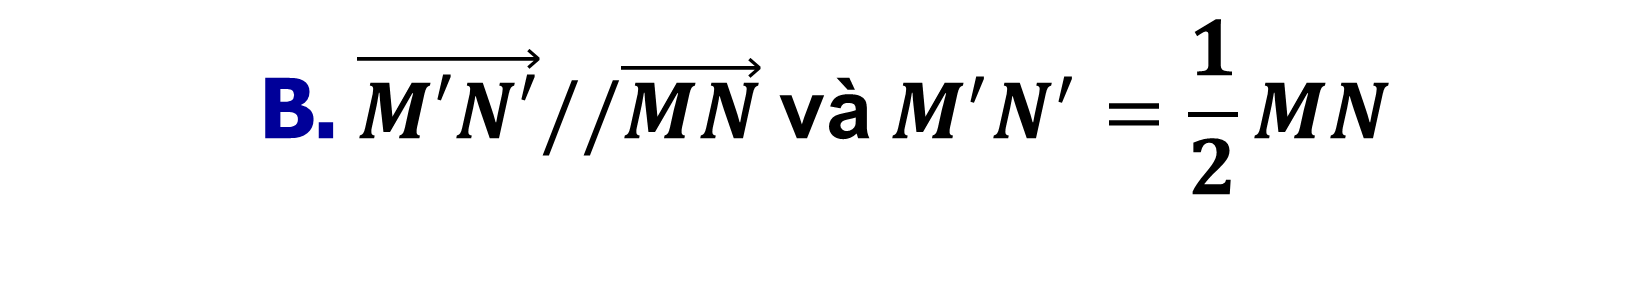 B. $\overrightarrow{M'N'} // \overrightarrow{MN}$ và $M'N' = \frac{1}{2}MN$